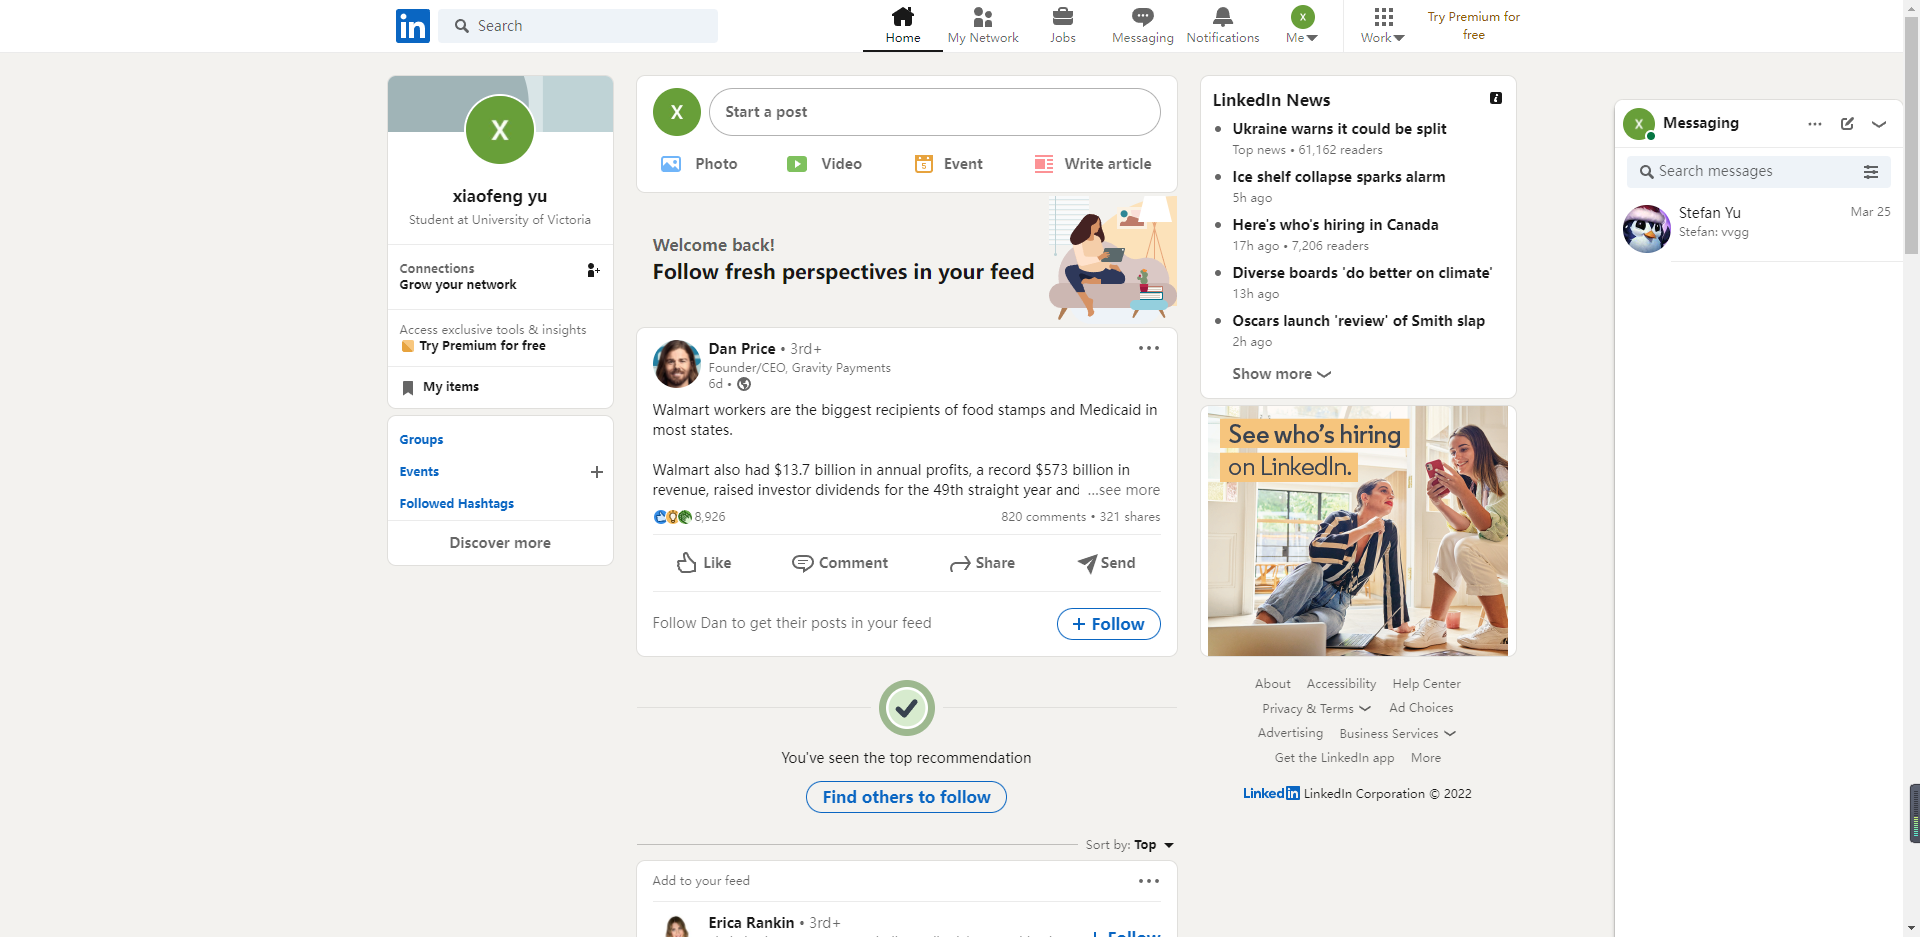 in
Search
Home
My Network
Jobs
Messaging
Notifications
X
Me
Work
Try Premium for
free
X
xiaofeng yu
Student at University of Victoria
Connections
Grow your network
Access exclusive tools & insights
Try Premium for free
My items
Groups
Events
Followed Hashtags
Discover more
X
Start a post
Photo
Video
5
Event
Write article
Welcome back!
Follow fresh perspectives in your feed
Dan Price • 3rd+
Founder/CEO, Gravity Payments
6d •
Walmart workers are the biggest recipients of food stamps and Medicaid in
most states.
Walmart also had $13.7 billion in annual profits, a record $573 billion in
revenue, raised investor dividends for the 49th straight year and ...see more
8,926
820 comments • 321 shares
Like
Comment
Share
Send
Follow Dan to get their posts in your feed
+ Follow
You've seen the top recommendation
Find others to follow
Sort by: Top
Add to your feed
Erica Rankin • 3rd+
+ Follow
LinkedIn News
Ukraine warns it could be split
Top news • 61,162 readers
Ice shelf collapse sparks alarm
5h ago
Here's who's hiring in Canada
17h ago • 7,206 readers
Diverse boards 'do better on climate'
13h ago
Oscars launch 'review' of Smith slap
2h ago
Show more
See who's hiring
on LinkedIn.
About
Accessibility
Help Center
Privacy & Terms
Ad Choices
Advertising
Business Services
Get the LinkedIn app
More
Linkedin LinkedIn Corporation © 2022
X
Messaging
Search messages
Stefan Yu
Mar 25
Stefan: vvgg